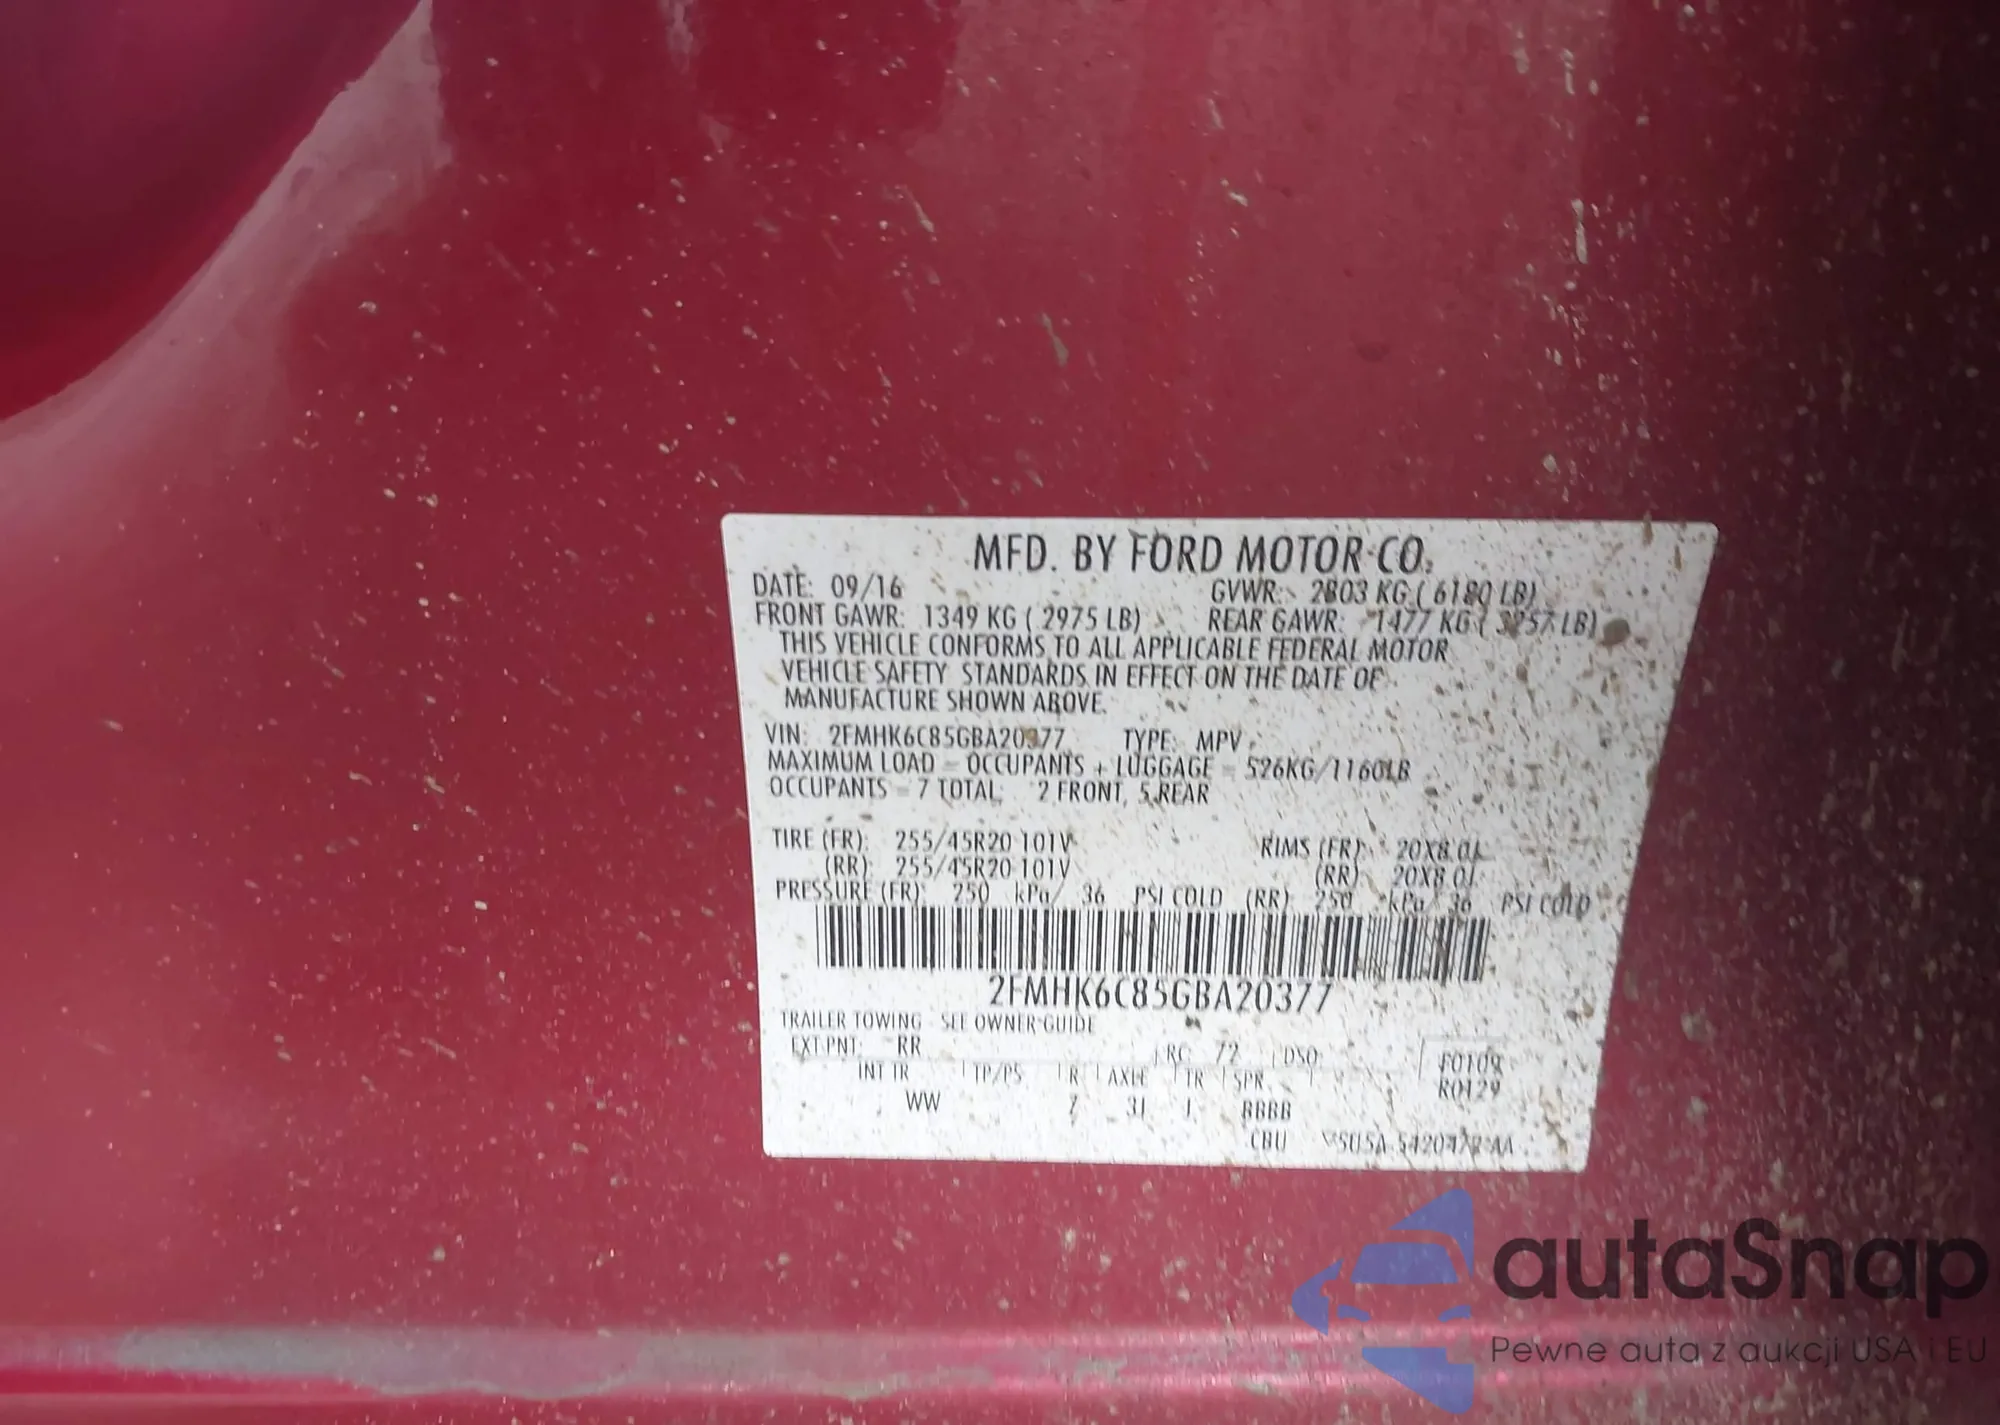 MFD. BY FORD MOTOR CO.
DATE: 09/16 GVWR: 2803 KG ( 6180 LB)
FRONT GAWR: 1349 KG ( 2975 LB) REAR GAWR: 1477 KG ( 3257 LB)
THIS VEHICLE CONFORMS TO ALL APPLICABLE FEDERAL MOTOR
VEHICLE SAFETY STANDARDS IN EFFECT ON THE DATE OF
MANUFACTURE SHOWN ABOVE.
VIN: 2FMHK6C85GBA20377 TYPE: MPV
MAXIMUM LOAD = OCCUPANTS + LUGGAGE = 526KG/1160LB
OCCUPANTS = 7 TOTAL, 2 FRONT, 5 REAR
TIRE (FR): 255/45R20 101V RIMS (FR): 20X8.0J
(RR): 255/45R20 101V (RR) 20X8.0J
PRESSURE (FR): 250 kPa/ 36 PSI COLD (RR) 250 kPa/ 36 PSI COLD
2FMHK6C85GBA20377
TRAILER TOWING - SEE OWNER GUIDE
EXT PNT: RR RC: 72 DSO: F0109
INT TR TP/PS R AXLE TR SPR R0129
WW Z 31 J BBBB
CBU
autaSnap
Pewne auta z aukcji USA i EU